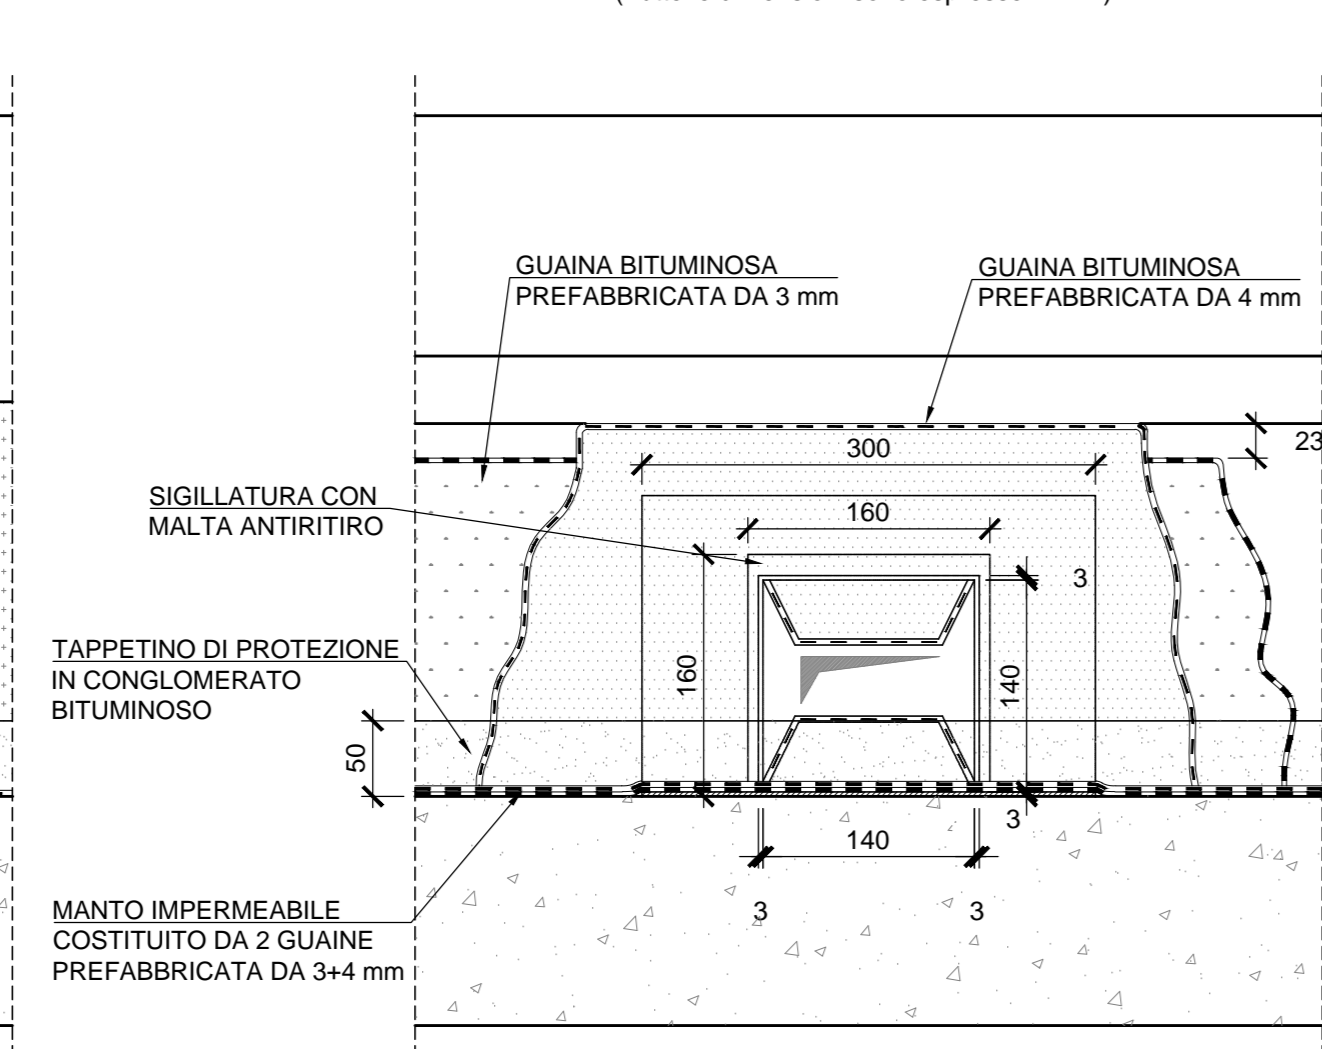 GUAINA BITUMINOSA
PREFABBRICATA DA 3 mm
GUAINA BITUMINOSA
PREFABBRICATA DA 4 mm
23
300
SIGILLATURA CON
MALTA ANTIRITIRO
160
3
TAPPETINO DI PROTEZIONE
IN CONGLOMERATO
BITUMINOSO
160
140
50
3
140
MANTO IMPERMEABILE
COSTITUITO DA 2 GUAINE
PREFABBRICATA DA 3+4 mm
3
3